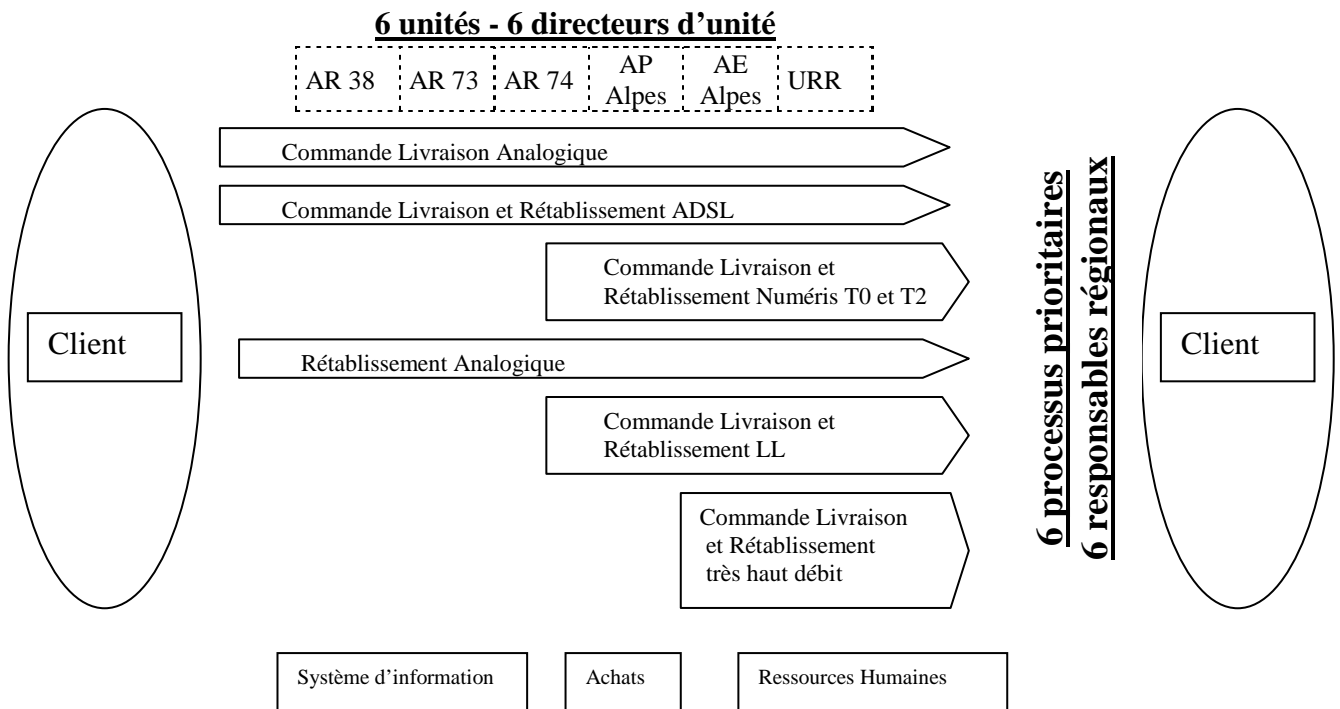 6 unités - 6 directeurs d'unité
AR 38
AR 73
AR 74
AP
Alpes
AE
Alpes
URR
Commande Livraison Analogique
Commande Livraison et Rétablissement ADSL
Commande Livraison et
Rétablissement Numéris T0 et T2
Client
Rétablissement Analogique
Commande Livraison et
Rétablissement LL
Commande Livraison
et Rétablissement
très haut débit
6 processus prioritaires
6 responsables régionaux
Client
Système d'information
Achats
Ressources Humaines